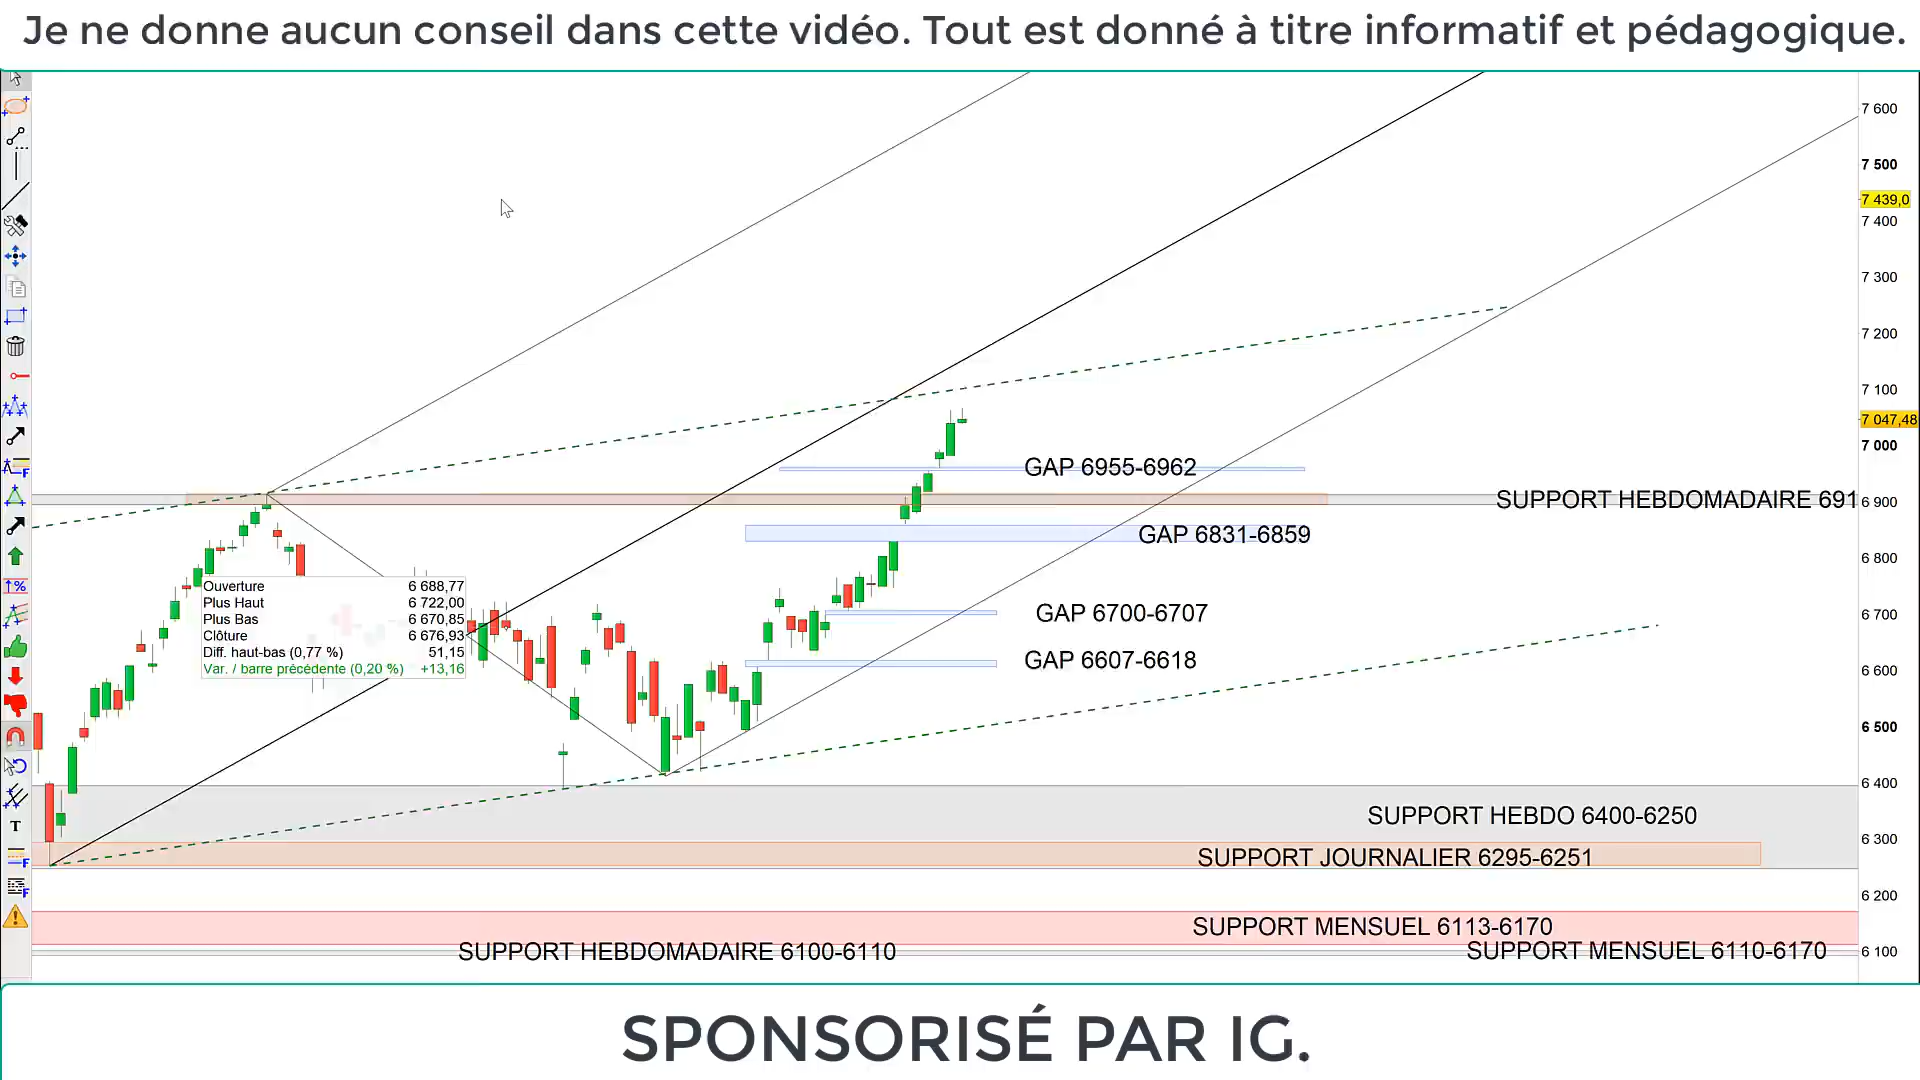 Je ne donne aucun conseil dans cette vidéo. Tout est donné à titre informatif et pédagogique.
7 600
7 500
7 439,0
7 400
7 300
7 200
7 100
7 047,48
7 000
GAP 6955-6962
6 900
SUPPORT HEBDOMADAIRE 691
GAP 6831-6859
6 800
Ouverture 6 688,77
Plus Haut 6 722,00
Plus Bas 6 670,85
Clôture 6 676,93
Diff. haut-bas (0,77 %) 51,15
Var. / barre précédente (0,20 %) +13,16
GAP 6700-6707
6 700
GAP 6607-6618
6 600
6 500
6 400
SUPPORT HEBDO 6400-6250
6 300
SUPPORT JOURNALIER 6295-6251
6 200
SUPPORT MENSUEL 6113-6170
SUPPORT HEBDOMADAIRE 6100-6110
SUPPORT MENSUEL 6110-6170
6 100
SPONSORISÉ PAR IG.